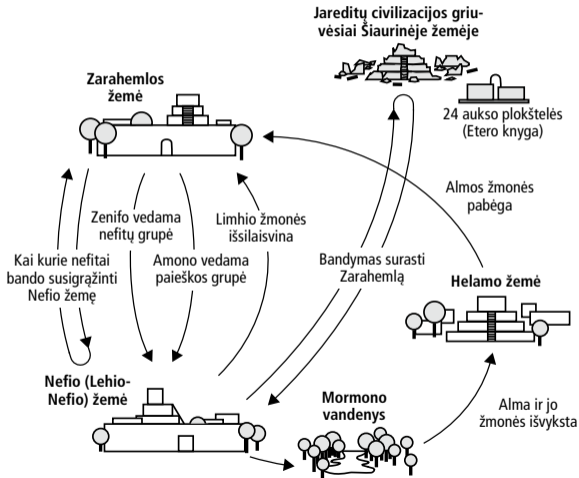 Jareditų civilizacijos griu-
vėsiai Šiaurinėje žemėje
Zarahemlos
žemė
24 aukso plokštelės
(Etero knyga)
Almos žmonės
pabėga
Zenifo vedama
nefitų grupė
Limhio žmonės
išsilaisvina
Kai kurie nefitai
bando susigrąžinti
Nefio žemę
Amono vedama
paieškos grupė
Bandymas surasti
Zarahemlą
Helamo žemė
Nefio (Lehio-
Nefio) žemė
Mormono
vandenys
Alma ir jo
žmonės išvyksta